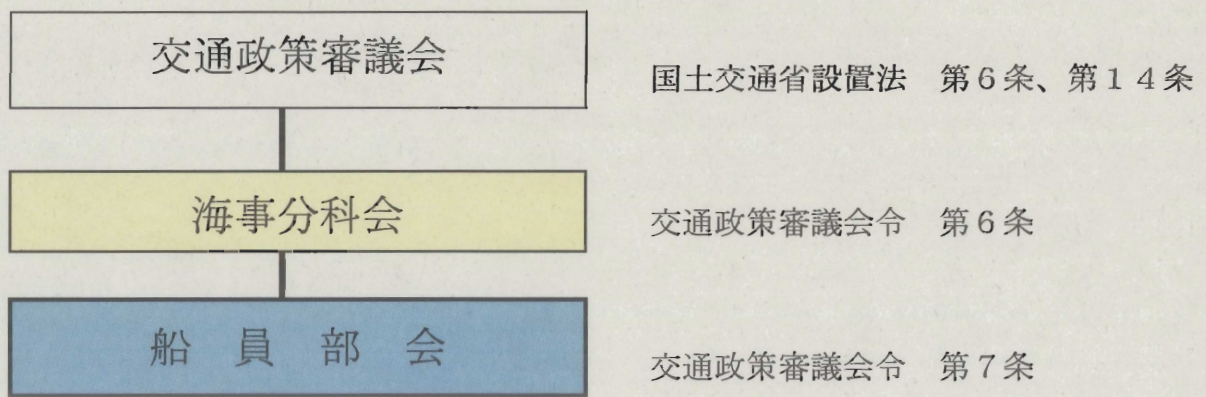 交通政策審議会
国土交通省設置法　第６条、第１４条
海事分科会
交通政策審議会令　第６条
船　員　部　会
交通政策審議会令　第７条